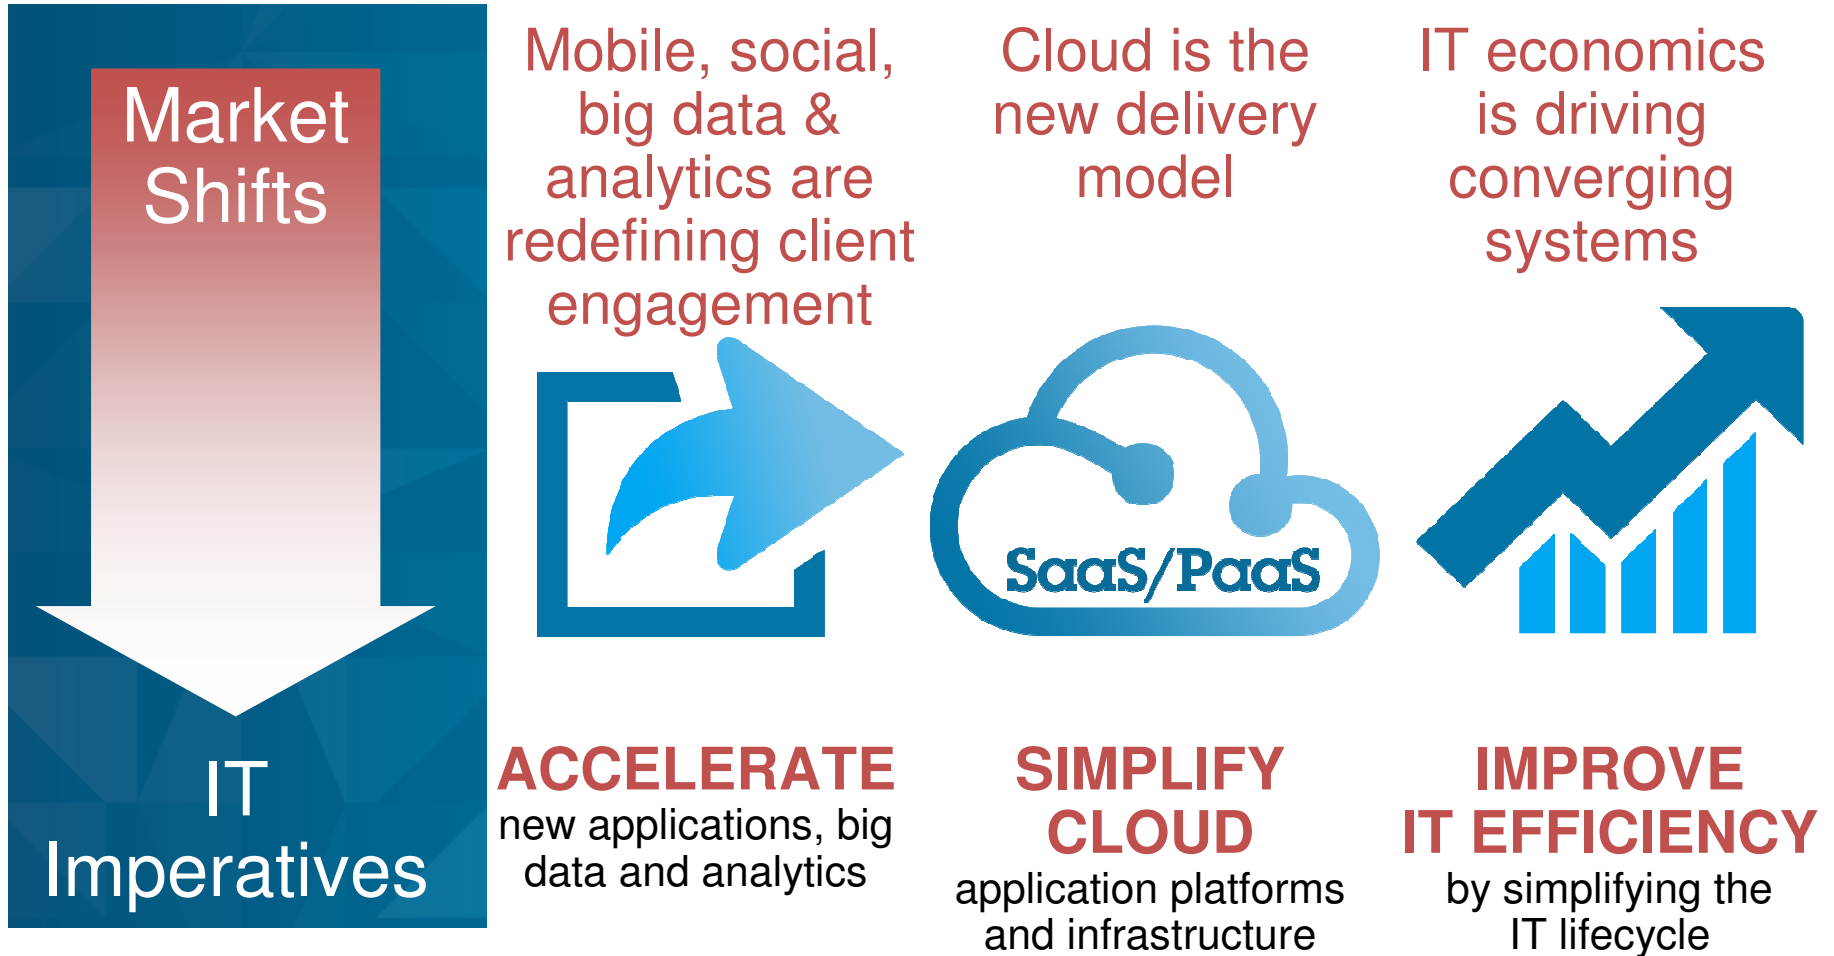 Market
Shifts
IT
Imperatives
Mobile, social,
big data &
analytics are
redefining client
engagement
ACCELERATE
new applications, big
data and analytics
Cloud is the
new delivery
model
SaaS/PaaS
SIMPLIFY
CLOUD
application platforms
and infrastructure
IT economics
is driving
converging
systems
IMPROVE
IT EFFICIENCY
by simplifying the
IT lifecycle